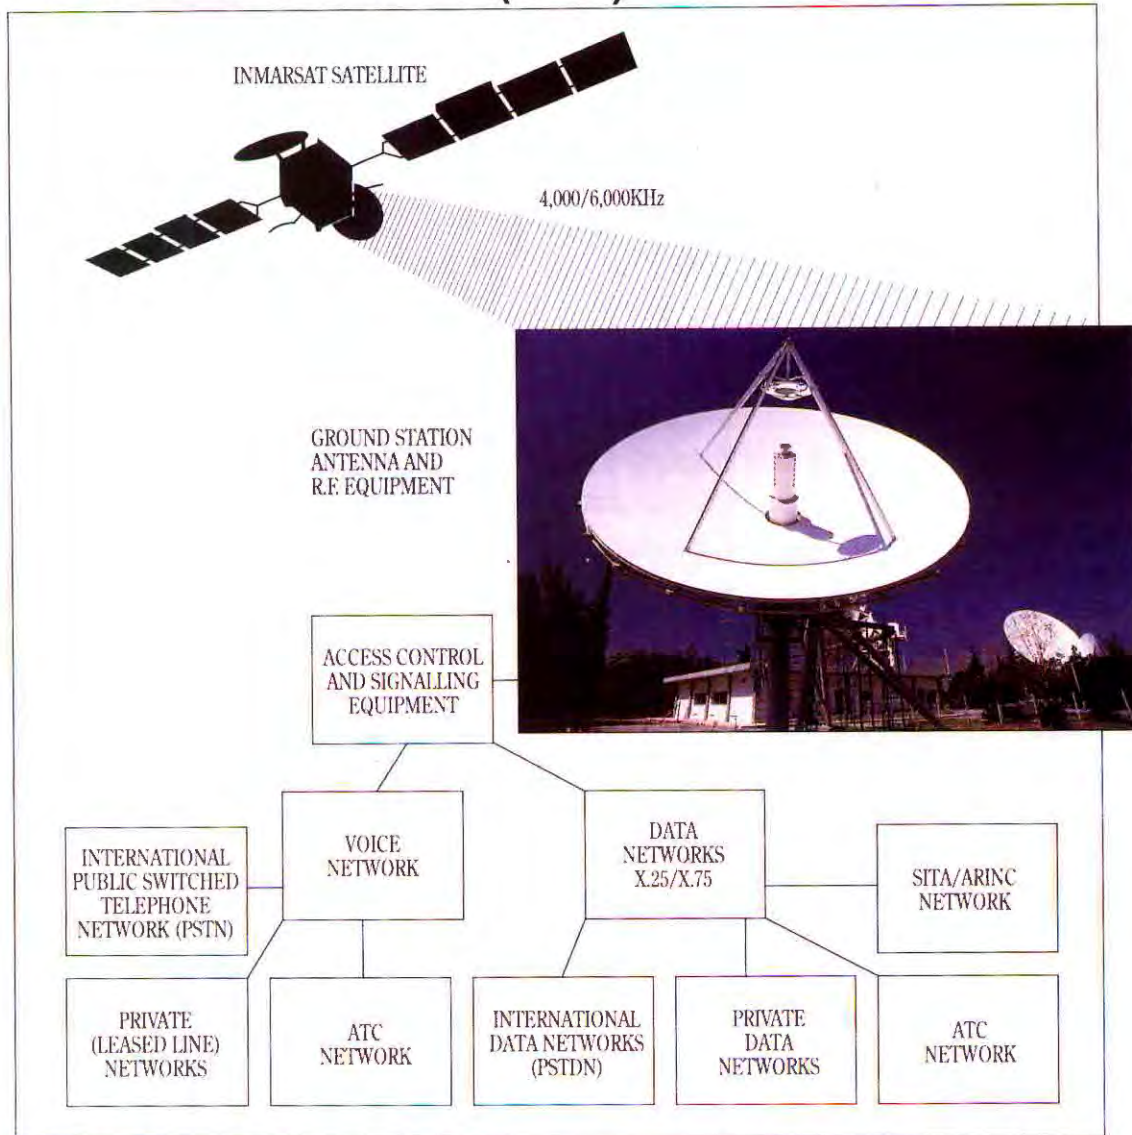 INMARSAT SATELLITE
4,000/6,000KHz
GROUND STATION
ANTENNA AND
R.F. EQUIPMENT
ACCESS CONTROL
AND SIGNALLING
EQUIPMENT
VOICE
NETWORK
DATA
NETWORKS
X.25/X.75
INTERNATIONAL
PUBLIC SWITCHED
TELEPHONE
NETWORK (PSTN)
SITA/ARINC
NETWORK
PRIVATE
(LEASED LINE)
NETWORKS
ATC
NETWORK
INTERNATIONAL
DATA NETWORKS
(PSTDN)
PRIVATE
DATA
NETWORKS
ATC
NETWORK